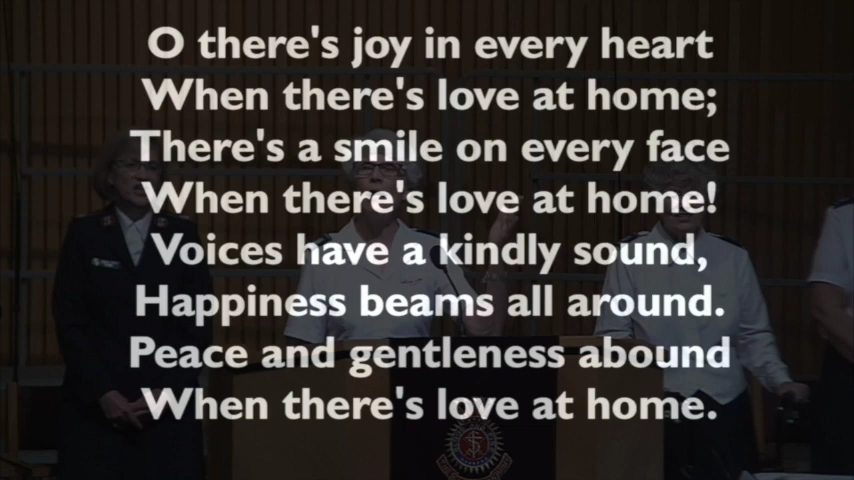 O there's joy in every heart
When there's love at home;
There's a smile on every face
When there's love at home!
Voices have a kindly sound,
Happiness beams all around.
Peace and gentleness abound
When there's love at home.